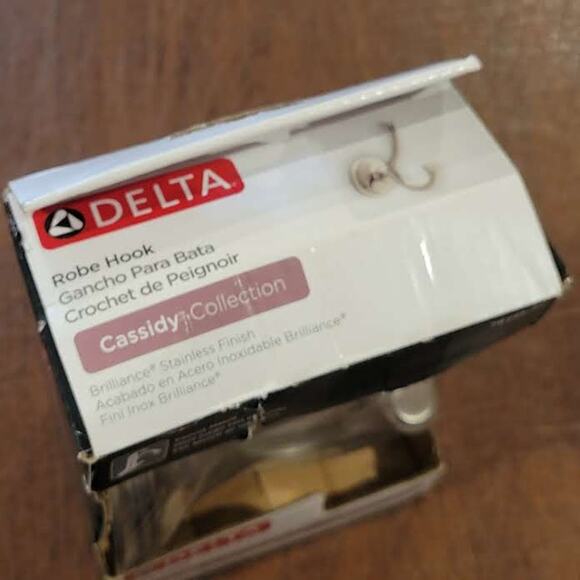 DELTA
Robe Hook
Gancho Para Bata
Crochet de Peignoir
Cassidy™ Collection
Brilliance® Stainless Finish
Acabado en Acero Inoxidable Brilliance®
Fini Inox Brilliance®